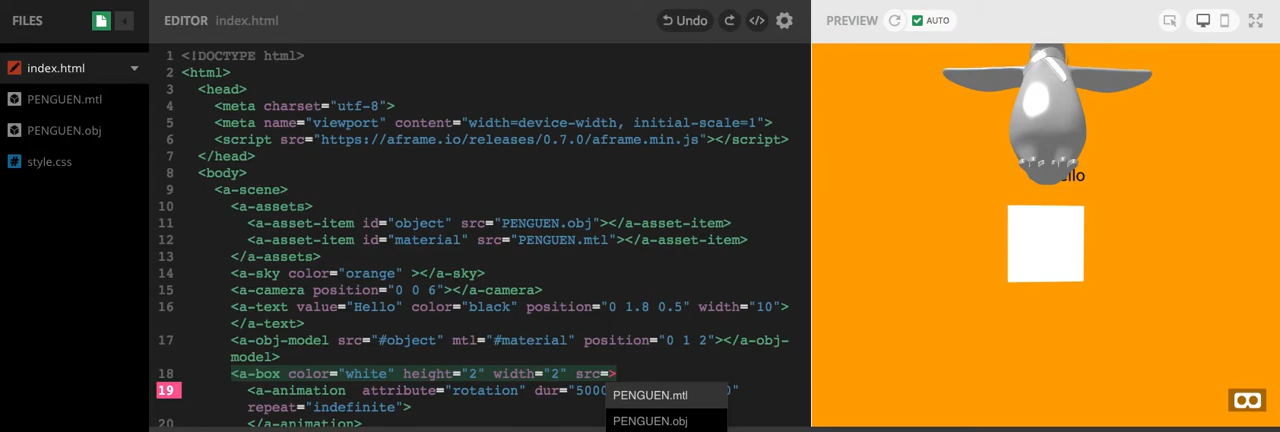 FILES
EDITOR index.html
Undo
PREVIEW
AUTO
index.html
PENGUEN.mtl
PENGUEN.obj
style.css
1 <!DOCTYPE html>
2 <html>
3 <head>
4 <meta charset="utf-8">
5 <meta name="viewport" content="width=device-width, initial-scale=1">
6 <script src="https://aframe.io/releases/0.7.0/aframe.min.js"></script>
7 </head>
8 <body>
9 <a-scene>
10 <a-assets>
11 <a-asset-item id="object" src="PENGUEN.obj"></a-asset-item>
12 <a-asset-item id="material" src="PENGUEN.mtl"></a-asset-item>
13 </a-assets>
14 <a-sky color="orange" ></a-sky>
15 <a-camera position="0 0 6"></a-camera>
16 <a-text value="Hello" color="black" position="0 1.8 0.5" width="10">
</a-text>
17 <a-obj-model src="#object" mtl="#material" position="0 1 2"></a-obj-
model>
18 <a-box color="white" height="2" width="2" src=>
19 <a-animation attribute="rotation" dur="5000 0"
repeat="indefinite">
20 </a-animation>
PENGUEN.mtl
PENGUEN.obj
ello